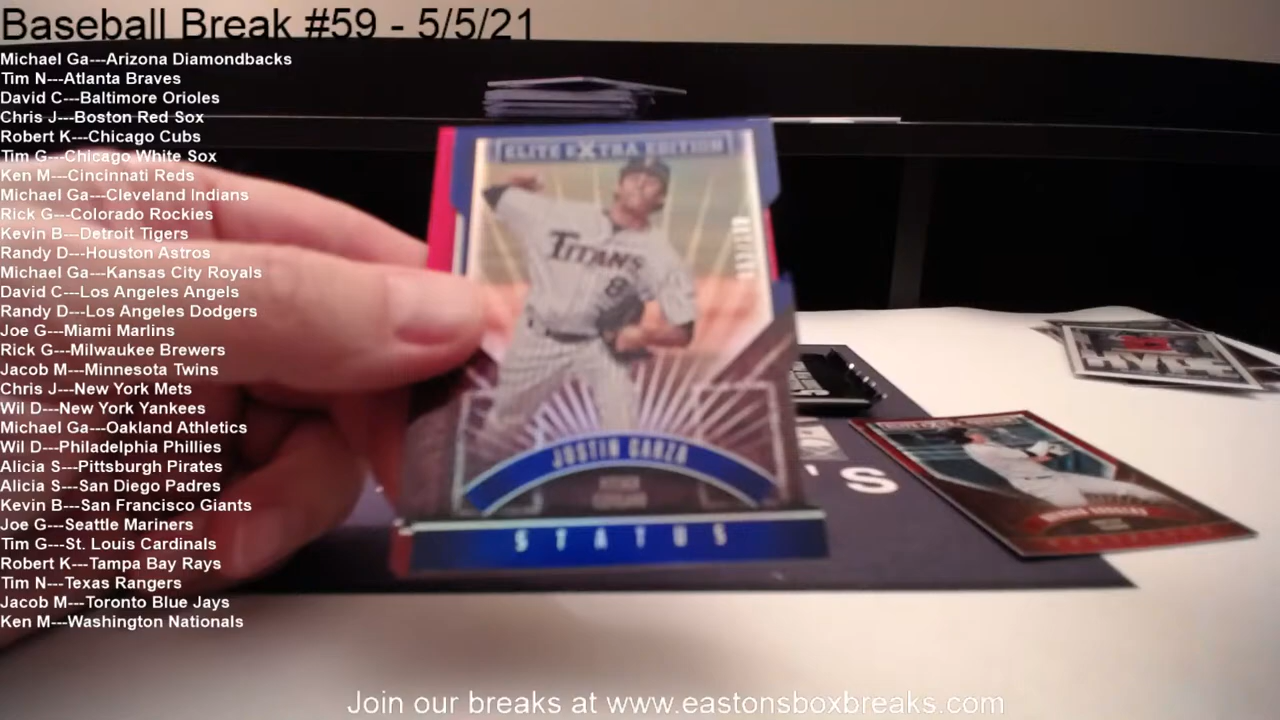 Baseball Break #59 - 5/5/21
Michael Ga---Arizona Diamondbacks
Tim N---Atlanta Braves
David C---Baltimore Orioles
Chris J---Boston Red Sox
Robert K---Chicago Cubs
Tim G---Chicago White Sox
Ken M---Cincinnati Reds
Michael Ga---Cleveland Indians
Rick G---Colorado Rockies
Kevin B---Detroit Tigers
Randy D---Houston Astros
Michael Ga---Kansas City Royals
David C---Los Angeles Angels
Randy D---Los Angeles Dodgers
Joe G---Miami Marlins
Rick G---Milwaukee Brewers
Jacob M---Minnesota Twins
Chris J---New York Mets
Wil D---New York Yankees
Michael Ga---Oakland Athletics
Wil D---Philadelphia Phillies
Alicia S---Pittsburgh Pirates
Alicia S---San Diego Padres
Kevin B---San Francisco Giants
Joe G---Seattle Mariners
Tim G---St. Louis Cardinals
Robert K---Tampa Bay Rays
Tim N---Texas Rangers
Jacob M---Toronto Blue Jays
Ken M---Washington Nationals
ELITE EXTRA EDITION
TITANS
8
JUSTIN GARZA
STATUS
HYPE
Join our breaks at www.eastonsboxbreaks.com